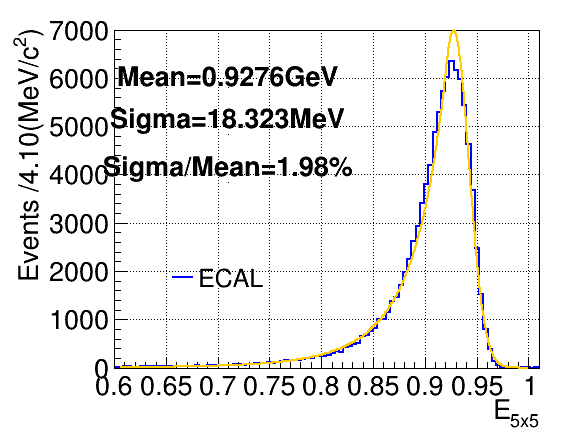 7000
6000
5000
4000
3000
2000
1000
0
Events /4.10(MeV/c²)
Mean=0.9276GeV
Sigma=18.323MeV
Sigma/Mean=1.98%
ECAL
0.6 0.65 0.7 0.75 0.8 0.85 0.9 0.95 1
E5x5